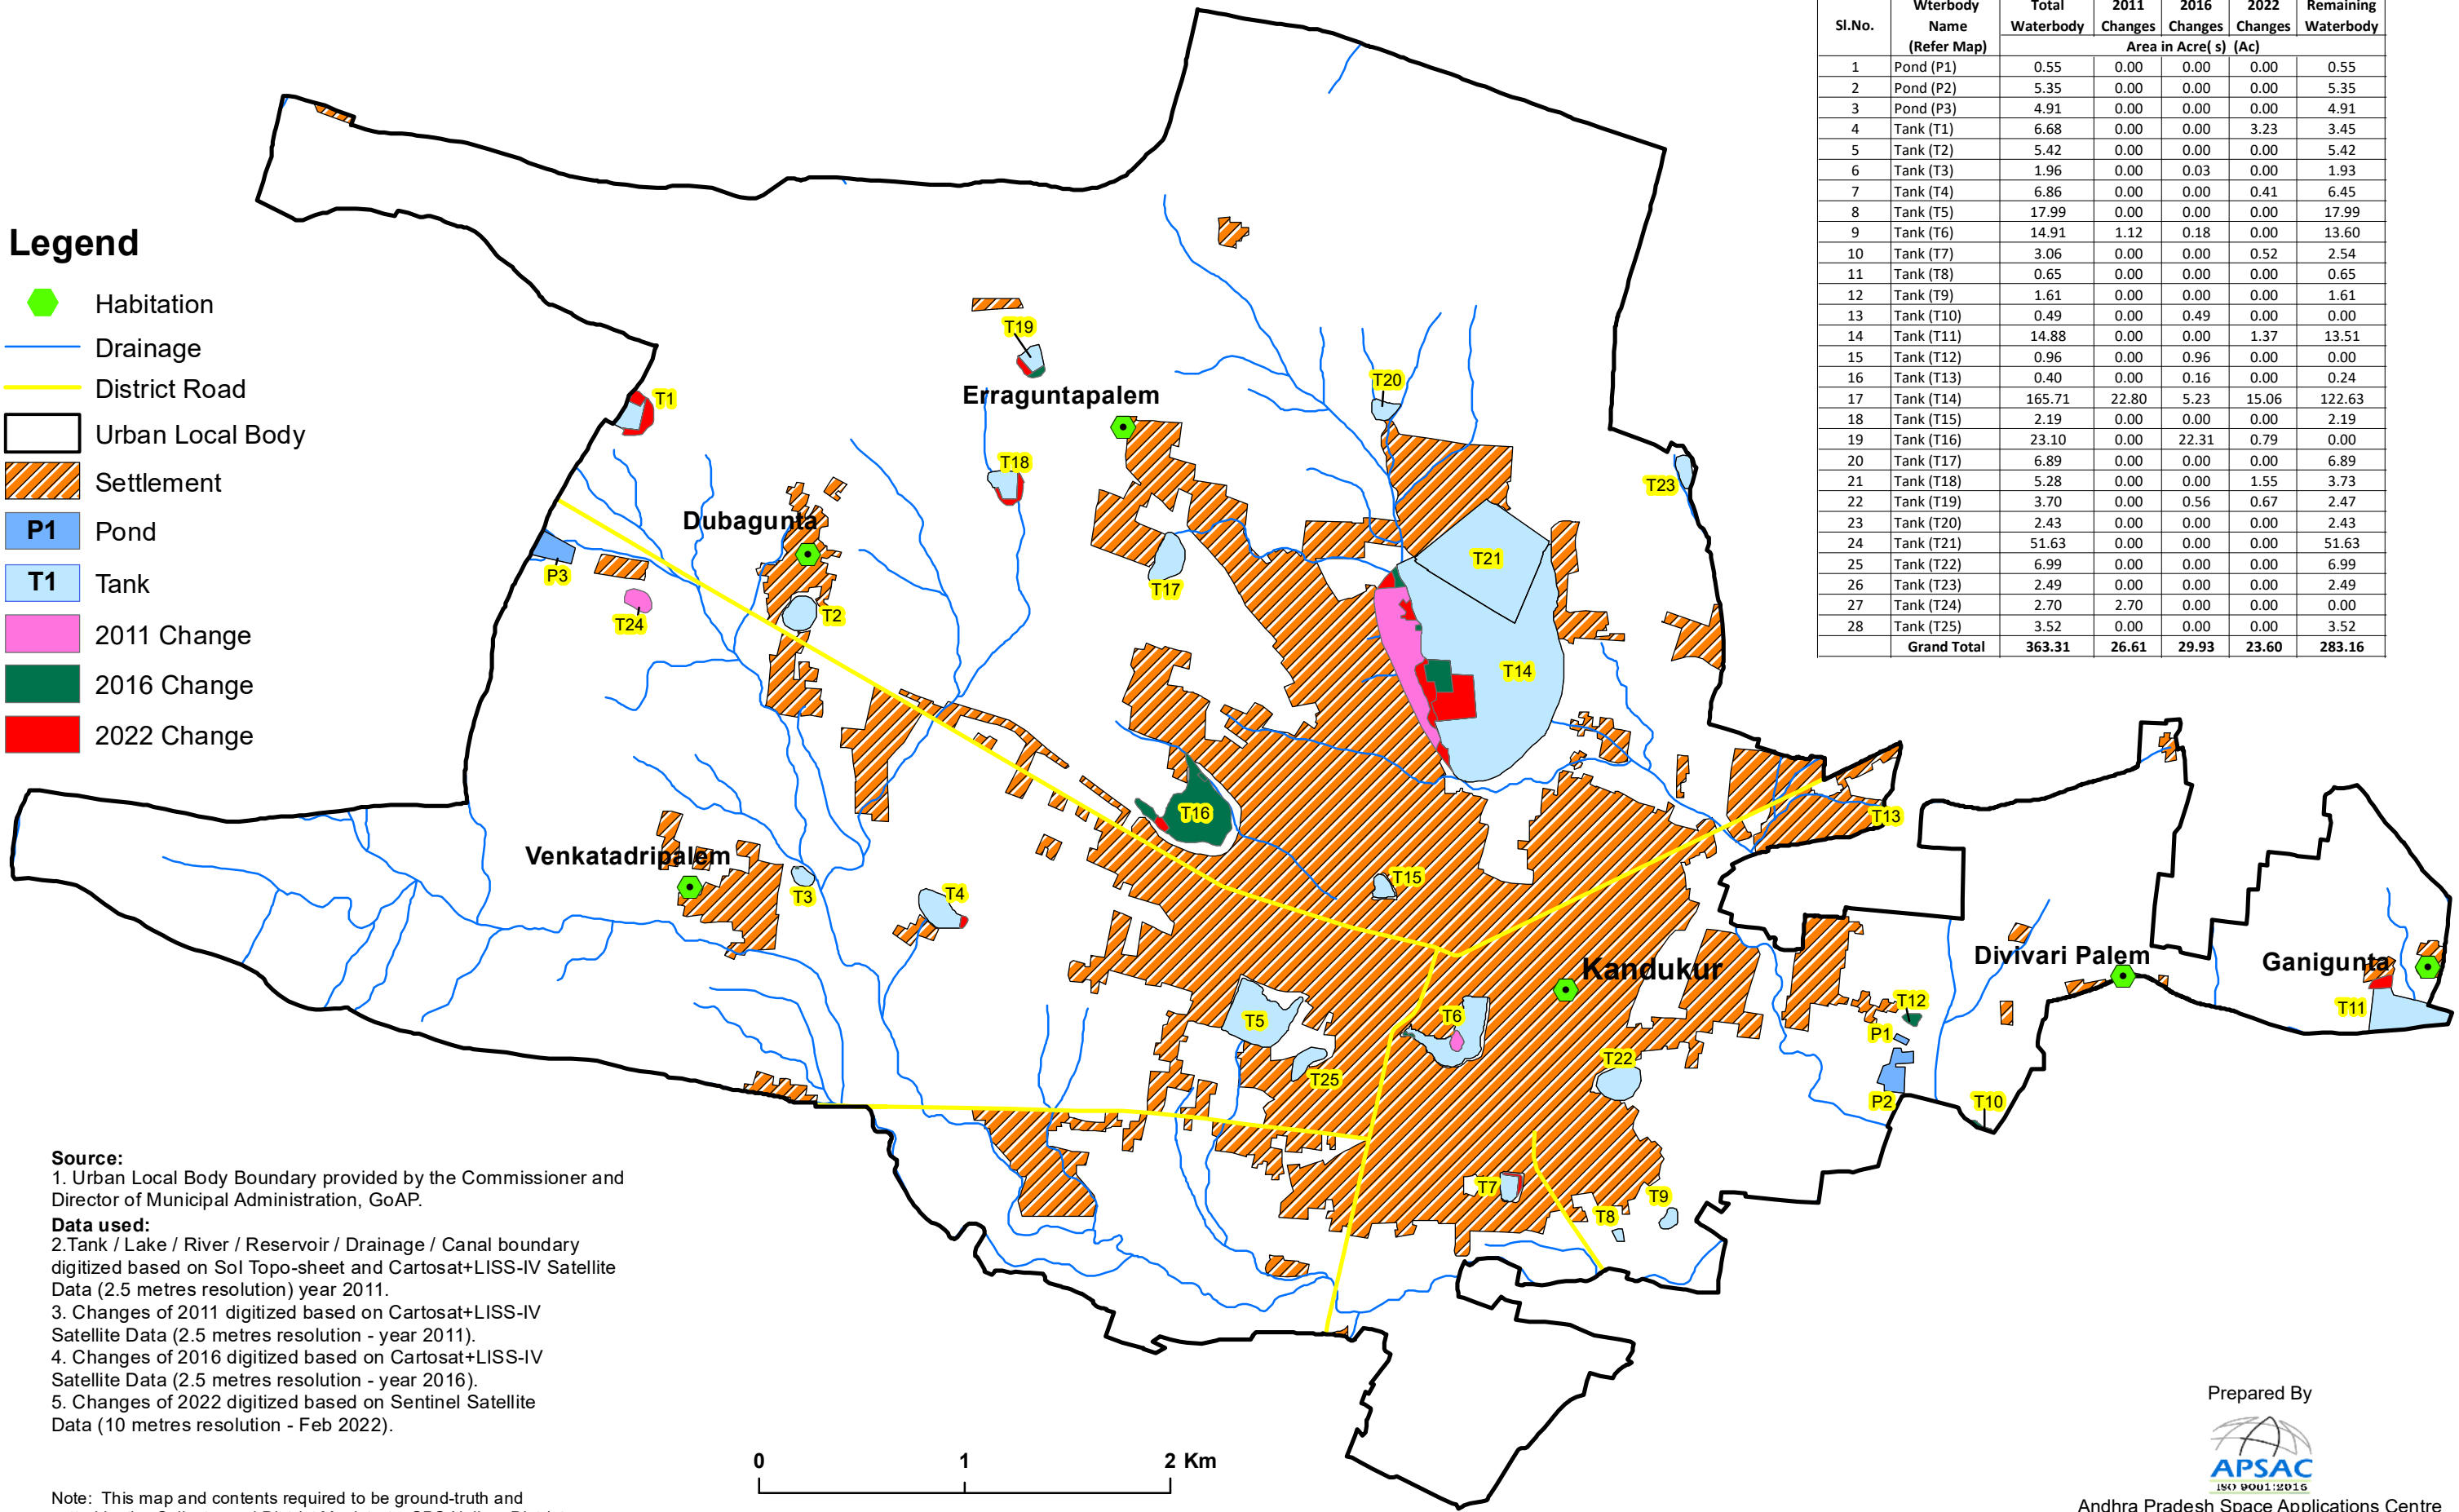 Wterbody Total 2011 2016 2022 Remaining
Sl.No. Name Waterbody Changes Changes Changes Waterbody
(Refer Map) Area in Acre( s) (Ac)
1 Pond (P1) 0.55 0.00 0.00 0.00 0.55
2 Pond (P2) 5.35 0.00 0.00 0.00 5.35
3 Pond (P3) 4.91 0.00 0.00 0.00 4.91
4 Tank (T1) 6.68 0.00 0.00 3.23 3.45
5 Tank (T2) 5.42 0.00 0.00 0.00 5.42
6 Tank (T3) 1.96 0.00 0.03 0.00 1.93
7 Tank (T4) 6.86 0.00 0.00 0.41 6.45
8 Tank (T5) 17.99 0.00 0.00 0.00 17.99
9 Tank (T6) 14.91 1.12 0.18 0.00 13.60
10 Tank (T7) 3.06 0.00 0.00 0.52 2.54
11 Tank (T8) 0.65 0.00 0.00 0.00 0.65
12 Tank (T9) 1.61 0.00 0.00 0.00 1.61
13 Tank (T10) 0.49 0.00 0.49 0.00 0.00
14 Tank (T11) 14.88 0.00 0.00 1.37 13.51
15 Tank (T12) 0.96 0.00 0.96 0.00 0.00
16 Tank (T13) 0.40 0.00 0.16 0.00 0.24
17 Tank (T14) 165.71 22.80 5.23 15.06 122.63
18 Tank (T15) 2.19 0.00 0.00 0.00 2.19
19 Tank (T16) 23.10 0.00 22.31 0.79 0.00
20 Tank (T17) 6.89 0.00 0.00 0.00 6.89
21 Tank (T18) 5.28 0.00 0.00 1.55 3.73
22 Tank (T19) 3.70 0.00 0.56 0.67 2.47
23 Tank (T20) 2.43 0.00 0.00 0.00 2.43
24 Tank (T21) 51.63 0.00 0.00 0.00 51.63
25 Tank (T22) 6.99 0.00 0.00 0.00 6.99
26 Tank (T23) 2.49 0.00 0.00 0.00 2.49
27 Tank (T24) 2.70 2.70 0.00 0.00 0.00
28 Tank (T25) 3.52 0.00 0.00 0.00 3.52
Grand Total 363.31 26.61 29.93 23.60 283.16
Legend
Habitation
Drainage
District Road
Urban Local Body
Settlement
P1 Pond
T1 Tank
2011 Change
2016 Change
2022 Change
T19
T20
Erraguntapalem
T1
T18
T23
Dubagunta
T21
P3
T17
T24
T2
T14
T16
T13
Venkatadripalem
T15
T3
T4
Divivari Palem
Ganigunta
Kandukur
T12
T11
T5
T6
P1
T22
T25
P2
T10
T7
T9
T8
Source:
1. Urban Local Body Boundary provided by the Commissioner and
Director of Municipal Administration, GoAP.
Data used:
2.Tank / Lake / River / Reservoir / Drainage / Canal boundary
digitized based on SoI Topo-sheet and Cartosat+LISS-IV Satellite
Data (2.5 metres resolution) year 2011.
3. Changes of 2011 digitized based on Cartosat+LISS-IV
Satellite Data (2.5 metres resolution - year 2011).
4. Changes of 2016 digitized based on Cartosat+LISS-IV
Satellite Data (2.5 metres resolution - year 2016).
5. Changes of 2022 digitized based on Sentinel Satellite
Data (10 metres resolution - Feb 2022).
0 1 2 Km
Note: This map and contents required to be ground-truth and
Prepared By
APSAC
ISO 9001:2015
Andhra Pradesh Space Applications Centre